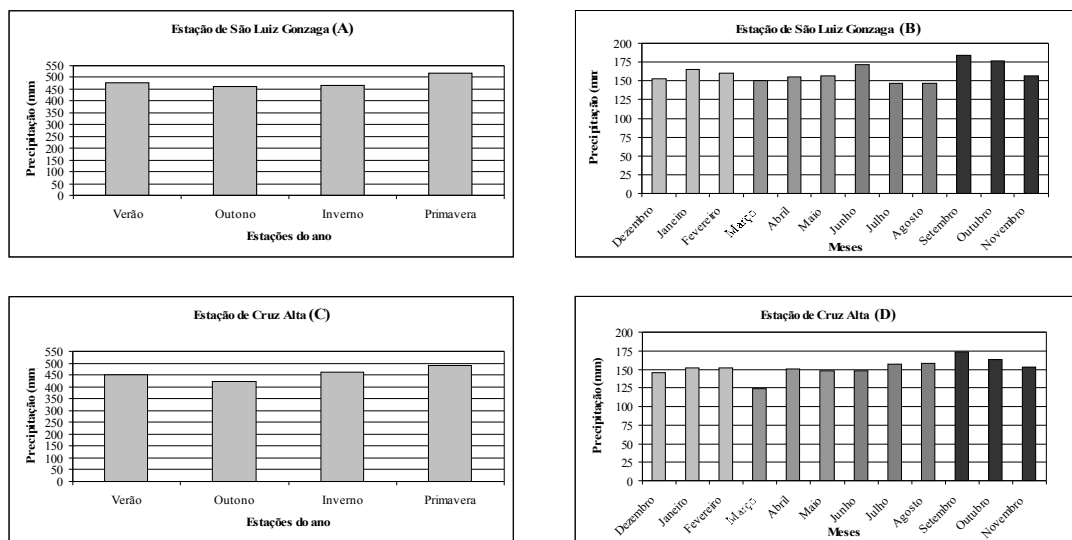 Estação de São Luiz Gonzaga (A)
Precipitação (mm
550
500
450
400
350
300
250
200
150
100
50
0
Verão Outono Inverno Primavera
Estações do ano
Estação de São Luiz Gonzaga (B)
Precipitação (mm
200
175
150
125
100
75
50
25
0
Dezembro Janeiro Fevereiro Março Abril Maio Junho Julho Agosto Setembro Outubro Novembro
Meses
Estação de Cruz Alta (C)
Precipitação (mm
550
500
450
400
350
300
250
200
150
100
50
0
Verão Outono Inverno Primavera
Estações do ano
Estação de Cruz Alta (D)
Precipitação (mm)
200
175
150
125
100
75
50
25
0
Dezembro Janeiro Fevereiro Março Abril Maio Junho Julho Agosto Setembro Outubro Novembro
Meses